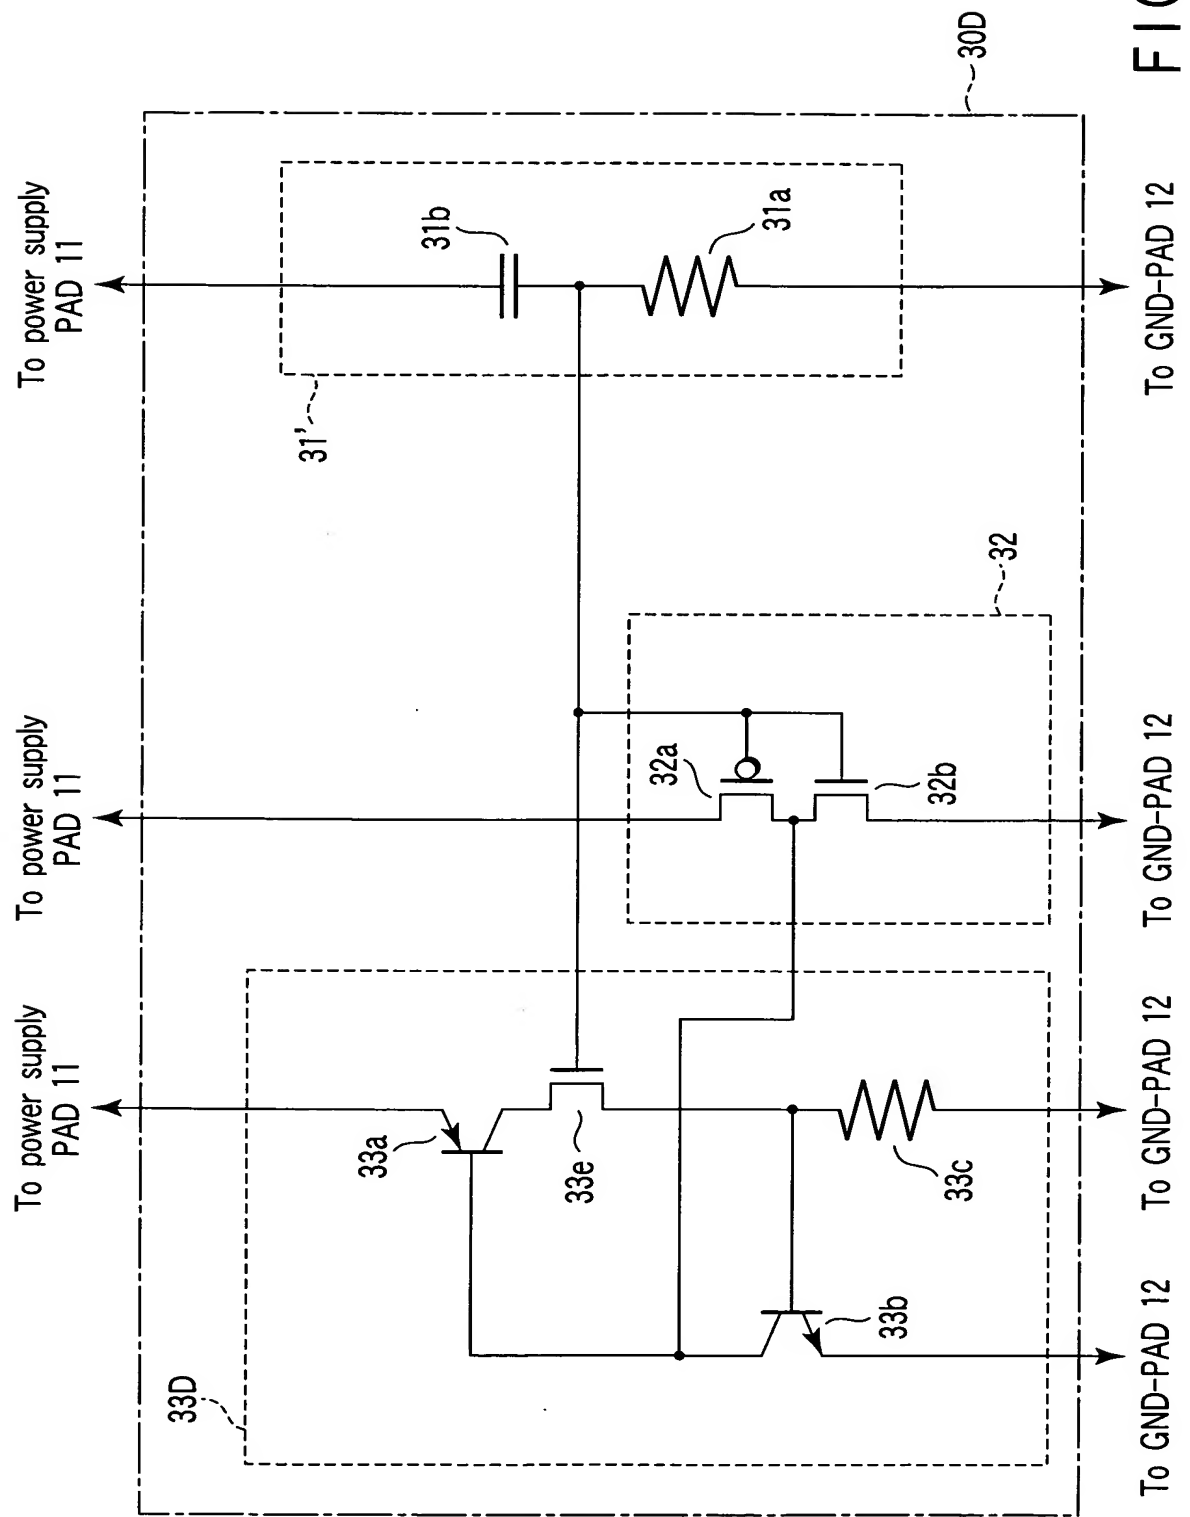 To power supply
PAD 11
To power supply
PAD 11
To power supply
PAD 11
33D
33a
33e
33b
33c
32a
32b
32
31'
31b
31a
30D
To GND-PAD 12
To GND-PAD 12
To GND-PAD 12
To GND-PAD 12